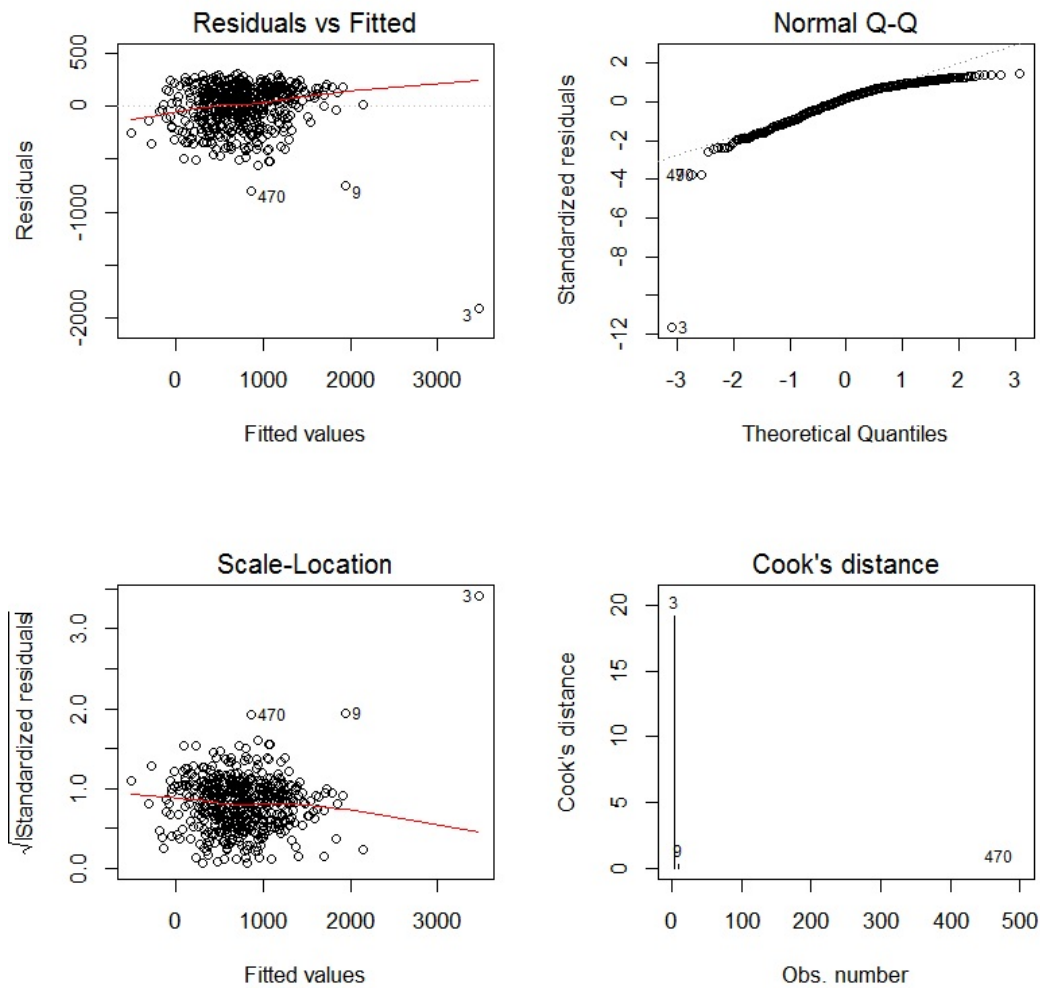 Residuals vs Fitted
Residuals
500
0
-1000
-2000
470
9
3
0 1000 2000 3000
Fitted values
Normal Q-Q
Standardized residuals
2
0
-2
-4
-6
-8
-12
3
-3 -2 -1 0 1 2 3
Theoretical Quantiles
Scale-Location
√|Standardized residuals|
3.0
2.0
1.0
0.0
3
470
9
0 1000 2000 3000
Fitted values
Cook's distance
Cook's distance
20
15
10
5
0
3
9
470
0 100 200 300 400 500
Obs. number